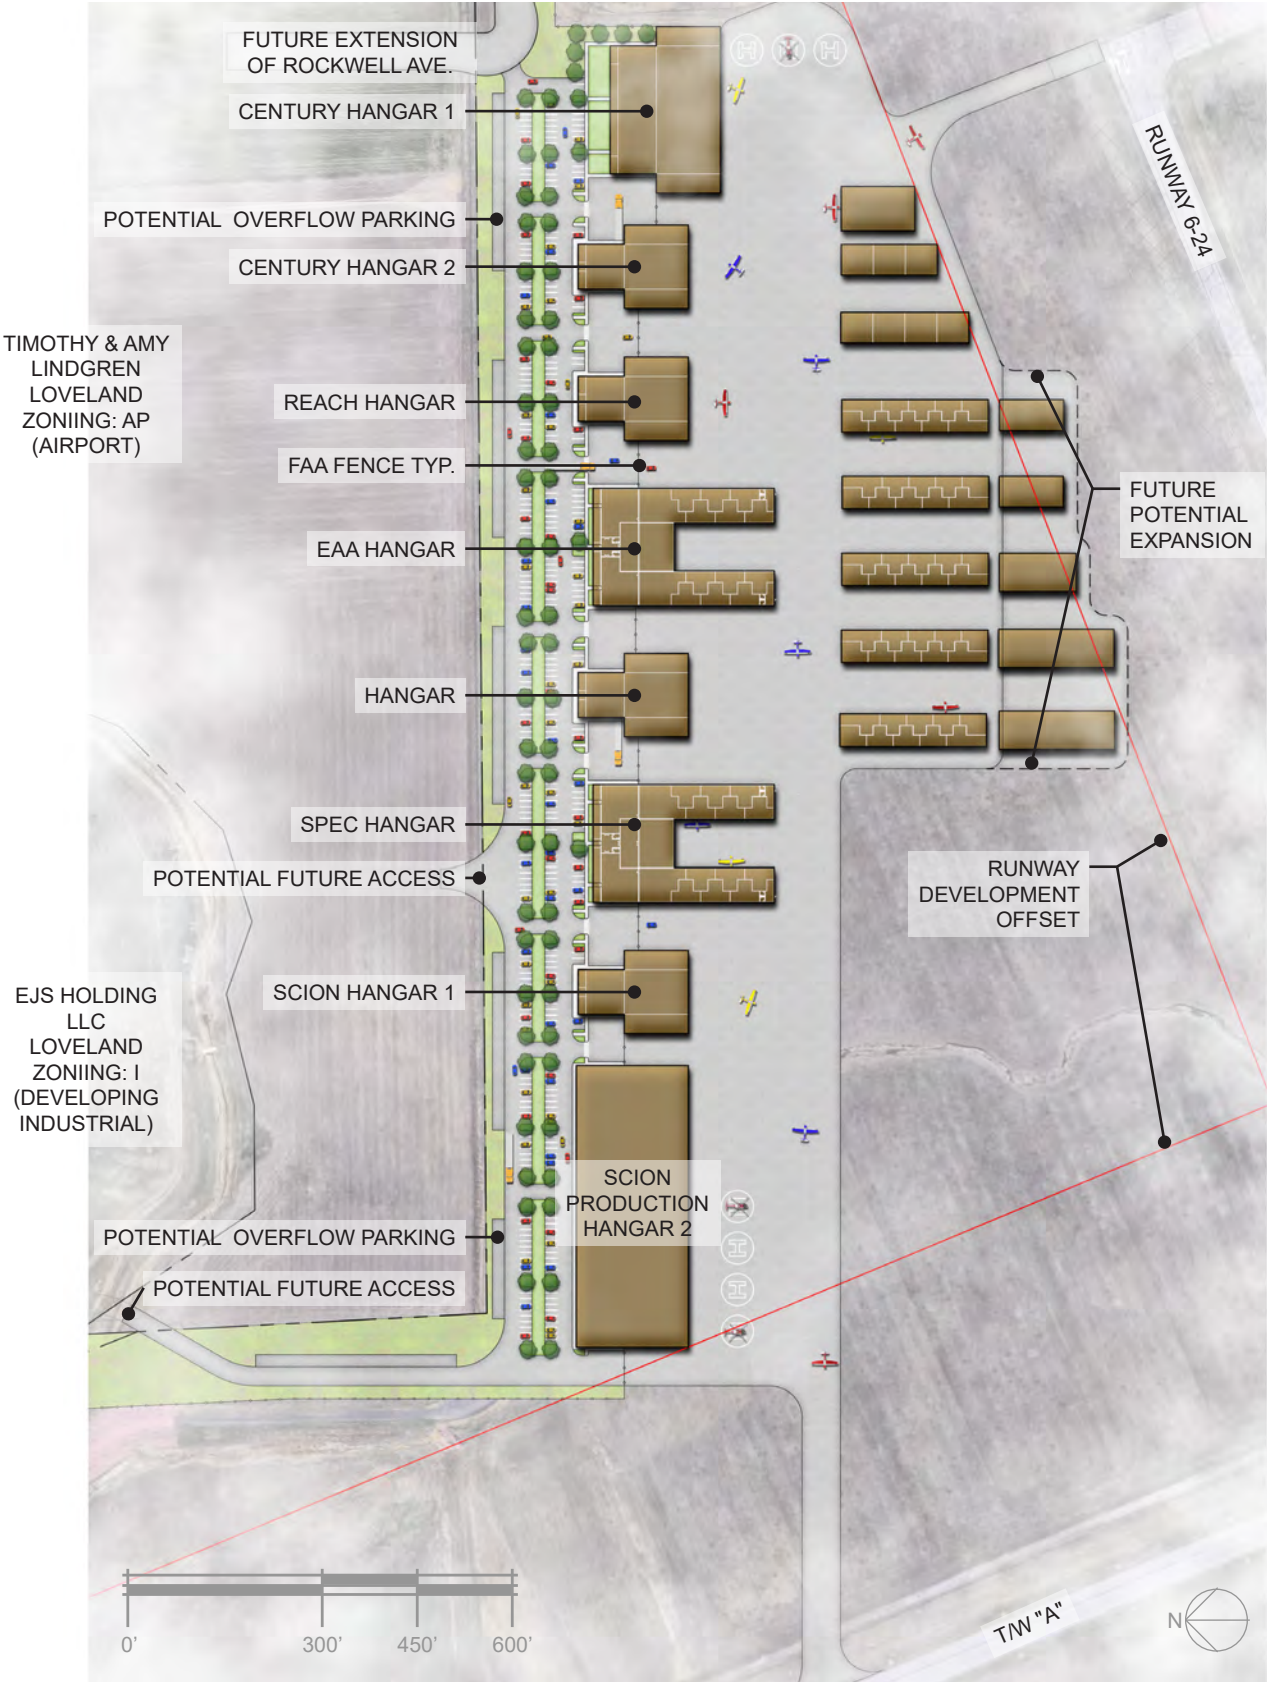 FUTURE EXTENSION
OF ROCKWELL AVE.
CENTURY HANGAR 1
RUNWAY 6-24
POTENTIAL OVERFLOW PARKING
CENTURY HANGAR 2
TIMOTHY & AMY
LINDGREN
LOVELAND
ZONIING: AP
(AIRPORT)
REACH HANGAR
FAA FENCE TYP.
FUTURE
POTENTIAL
EXPANSION
EAA HANGAR
HANGAR
SPEC HANGAR
POTENTIAL FUTURE ACCESS
RUNWAY
DEVELOPMENT
OFFSET
SCION HANGAR 1
EJS HOLDING
LLC
LOVELAND
ZONIING: I
(DEVELOPING
INDUSTRIAL)
SCION
PRODUCTION
HANGAR 2
POTENTIAL OVERFLOW PARKING
POTENTIAL FUTURE ACCESS
0' 300' 450' 600'
T/W "A"
N
H H
H H